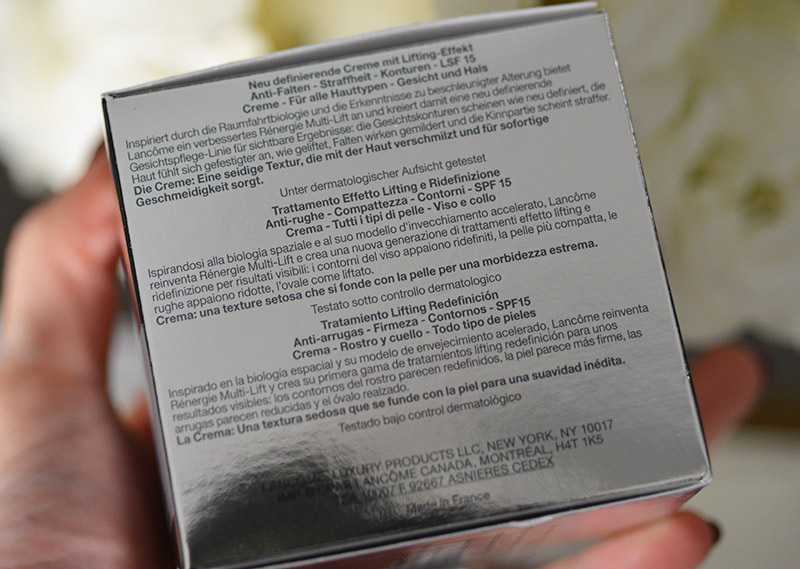 Neu definierende Creme mit Lifting-Effekt
Anti-Falten - Straffheit - Konturen - LSF 15
Creme - Für alle Hauttypen - Gesicht und Hals
Inspiriert durch die Raumfahrtbiologie und die Erkenntnisse zu beschleunigter Alterung bietet
Lancôme ein verbessertes Rénergie Multi-Lift an und kreiert damit eine neu definierende
Gesichtspflege-Linie für sichtbare Ergebnisse: die Gesichtskonturen scheinen wie neu definiert, die
Haut fühlt sich gefestigter an, wie geliftet, Falten wirken gemildert und die Kinnpartie scheint straffer.
Die Creme: Eine seidige Textur, die mit der Haut verschmilzt und für sofortige
Geschmeidigkeit sorgt.
Unter dermatologischer Aufsicht getestet
Trattamento Effetto Lifting e Ridefinizione
Anti-rughe - Compattezza - Contorni - SPF 15
Crema - Tutti i tipi di pelle - Viso e collo
Ispirandosi alla biologia spaziale e al suo modello d'invecchiamento accelerato, Lancôme
reinventa Rénergie Multi-Lift e crea una nuova generazione di trattamenti effetto lifting e
ridefinizione per risultati visibili: i contorni del viso appaiono ridefiniti, la pelle più compatta, le
rughe appaiono ridotte, l'ovale come liftato.
Crema: una texture setosa che si fonde con la pelle per una morbidezza estrema.
Testato sotto controllo dermatologico
Tratamiento Lifting Redefinición
Anti-arrugas - Firmeza - Contornos - SPF15
Crema - Rostro y cuello - Todo tipo de pieles
Inspirado en la biología espacial y su modelo de envejecimiento acelerado, Lancôme reinventa
Rénergie Multi-Lift y crea su primera gama de tratamientos lifting redefinición para unos
resultados visibles: los contornos del rostro parecen redefinidos, la piel parece más firme, las
arrugas parecen reducidas y el óvalo realzado.
La Crema: Una textura sedosa que se funde con la piel para una suavidad inédita.
Testado bajo control dermatológico
LUXURY PRODUCTS LLC, NEW YORK, NY 10017
LANCÔME CANADA, MONTRÉAL, H4T 1K5
F. 92667 ASNIERES CEDEX
Made in France